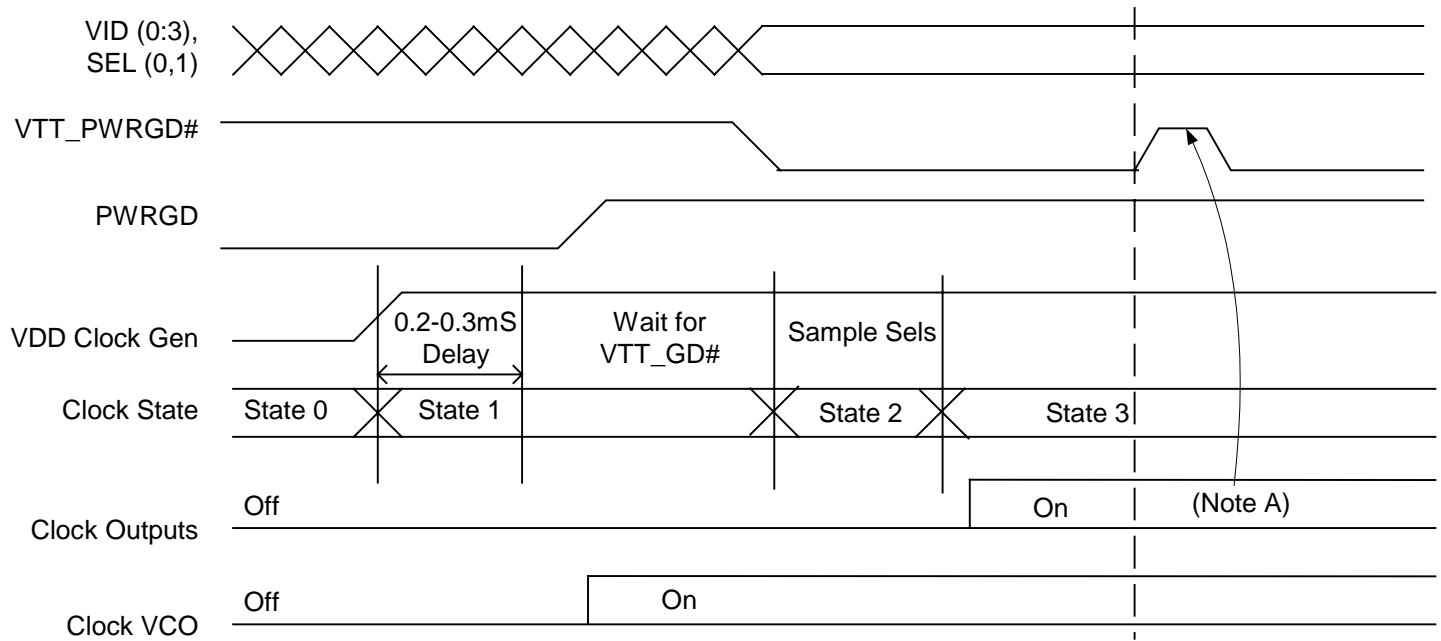 VID (0:3),
SEL (0,1)
VTT_PWRGD#
PWRGD
VDD Clock Gen
0.2-0.3mS
Delay
Wait for
VTT_GD#
Sample Sels
Clock State
State 0
State 1
State 2
State 3
Clock Outputs
Off
On
(Note A)
Clock VCO
Off
On